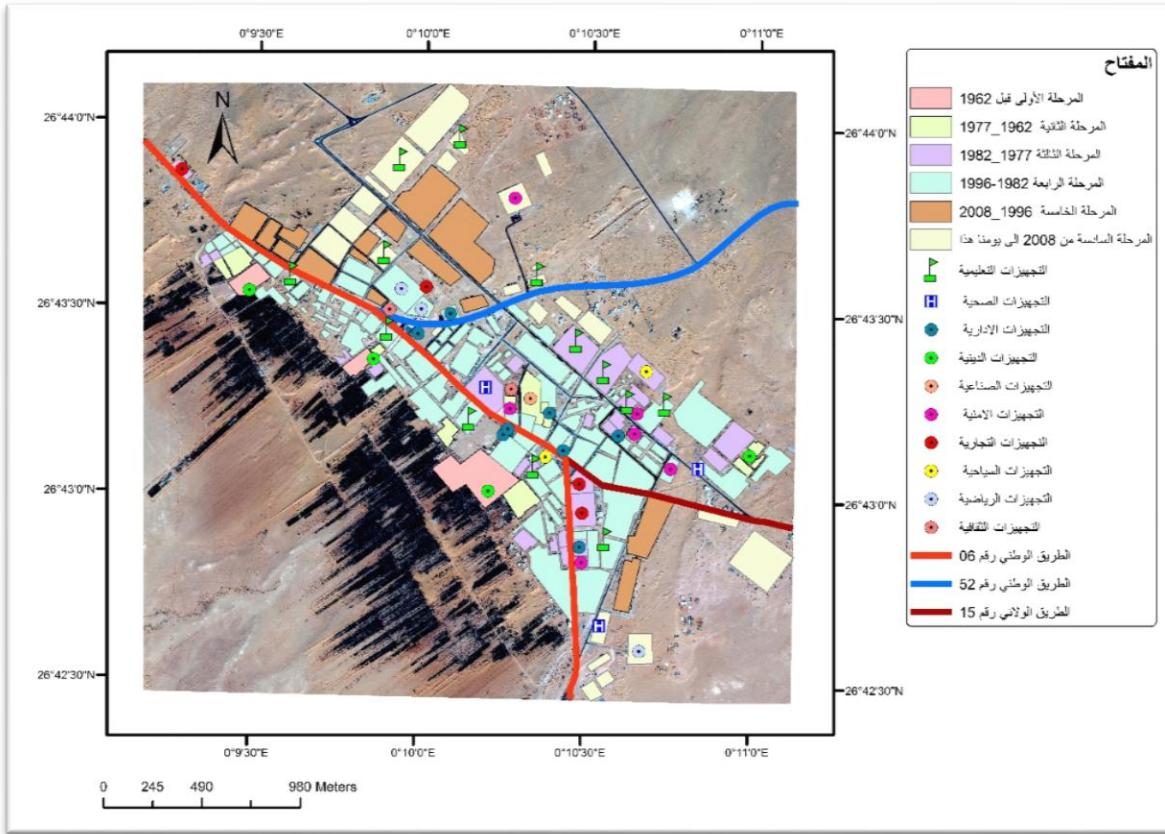 0°9'30"E 0°10'0"E 0°10'30"E 0°11'0"E
N
26°44'0"N 26°44'0"N
26°43'30"N 26°43'30"N
26°43'0"N 26°43'0"N
26°42'30"N 26°42'30"N
0°9'30"E 0°10'0"E 0°10'30"E 0°11'0"E
0 245 490 980 Meters
المفتاح
المرحلة الأولى قبل 1962
المرحلة الثانية 1962_1977
المرحلة الثالثة 1977_1982
المرحلة الرابعة 1982-1996
المرحلة الخامسة 1996_2008
المرحلة السادسة من 2008 الى يومنا هذا
التجهيزات التعليمية
H التجهيزات الصحية
التجهيزات الادارية
التجهيزات الدينية
التجهيزات الصناعية
التجهيزات الامنية
التجهيزات التجارية
التجهيزات السياحية
التجهيزات الرياضية
التجهيزات الثقافية
الطريق الوطني رقم 06
الطريق الوطني رقم 52
الطريق الولائي رقم 15
H
H
H